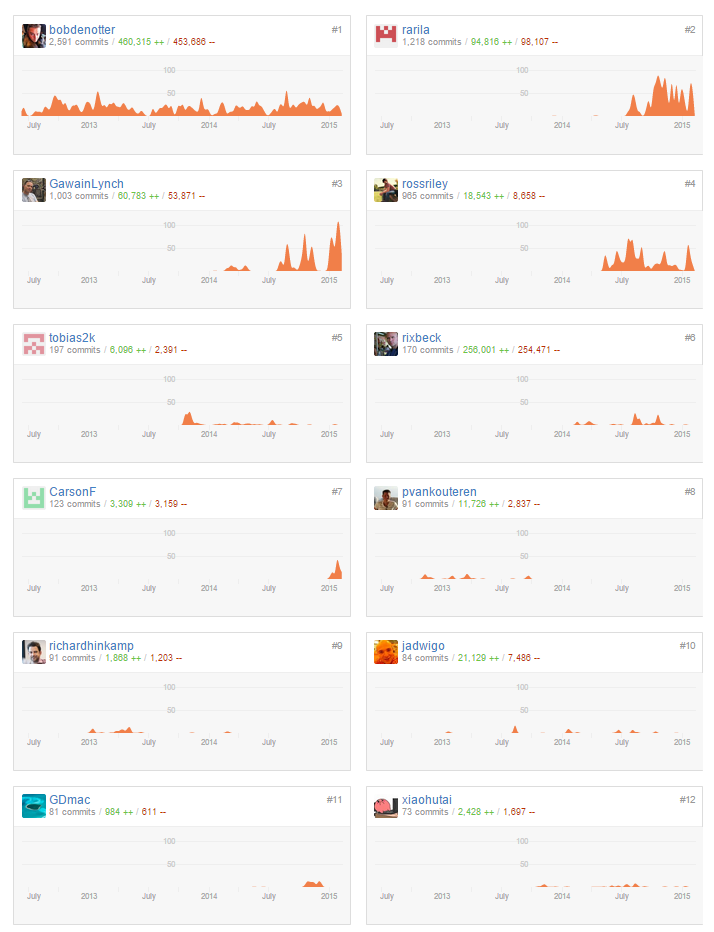 bobdenotter #1
2,591 commits / 460,315 ++ / 453,686 --
100
50
July 2013 July 2014 July 2015
rarila #2
1,218 commits / 94,816 ++ / 98,107 --
100
50
July 2013 July 2014 July 2015
GawainLynch #3
1,003 commits / 60,783 ++ / 53,871 --
100
50
July 2013 July 2014 July 2015
rossriley #4
965 commits / 18,543 ++ / 8,658 --
100
50
July 2013 July 2014 July 2015
tobias2k #5
197 commits / 6,096 ++ / 2,391 --
100
50
July 2013 July 2014 July 2015
rixbeck #6
170 commits / 256,001 ++ / 254,471 --
100
50
July 2013 July 2014 July 2015
CarsonF #7
123 commits / 3,309 ++ / 3,159 --
100
50
July 2013 July 2014 July 2015
pvankouteren #8
91 commits / 11,726 ++ / 2,837 --
100
50
July 2013 July 2014 July 2015
richardhinkamp #9
91 commits / 1,868 ++ / 1,203 --
100
50
July 2013 July 2014 July 2015
jadwigo #10
84 commits / 21,129 ++ / 7,486 --
100
50
July 2013 July 2014 July 2015
GDmac #11
81 commits / 984 ++ / 611 --
100
50
July 2013 July 2014 July 2015
xiaohutai #12
73 commits / 2,428 ++ / 1,697 --
100
50
July 2013 July 2014 July 2015